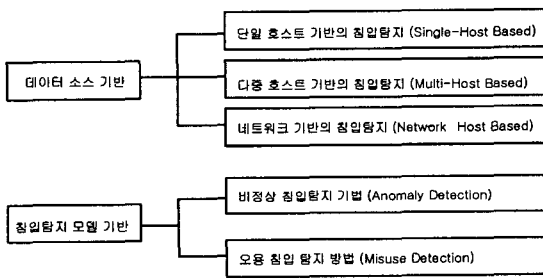 단일 호스트 기반의 침입탐지 (Single-Host Based)
데이터 소스 기반
다중 호스트 기반의 침입탐지 (Multi-Host Based)
네트워크 기반의 침입탐지 (Network Host Based)
비정상 침입탐지 기법 (Anomaly Detection)
침입탐지 모델 기반
오용 침입 탐지 방법 (Misuse Detection)